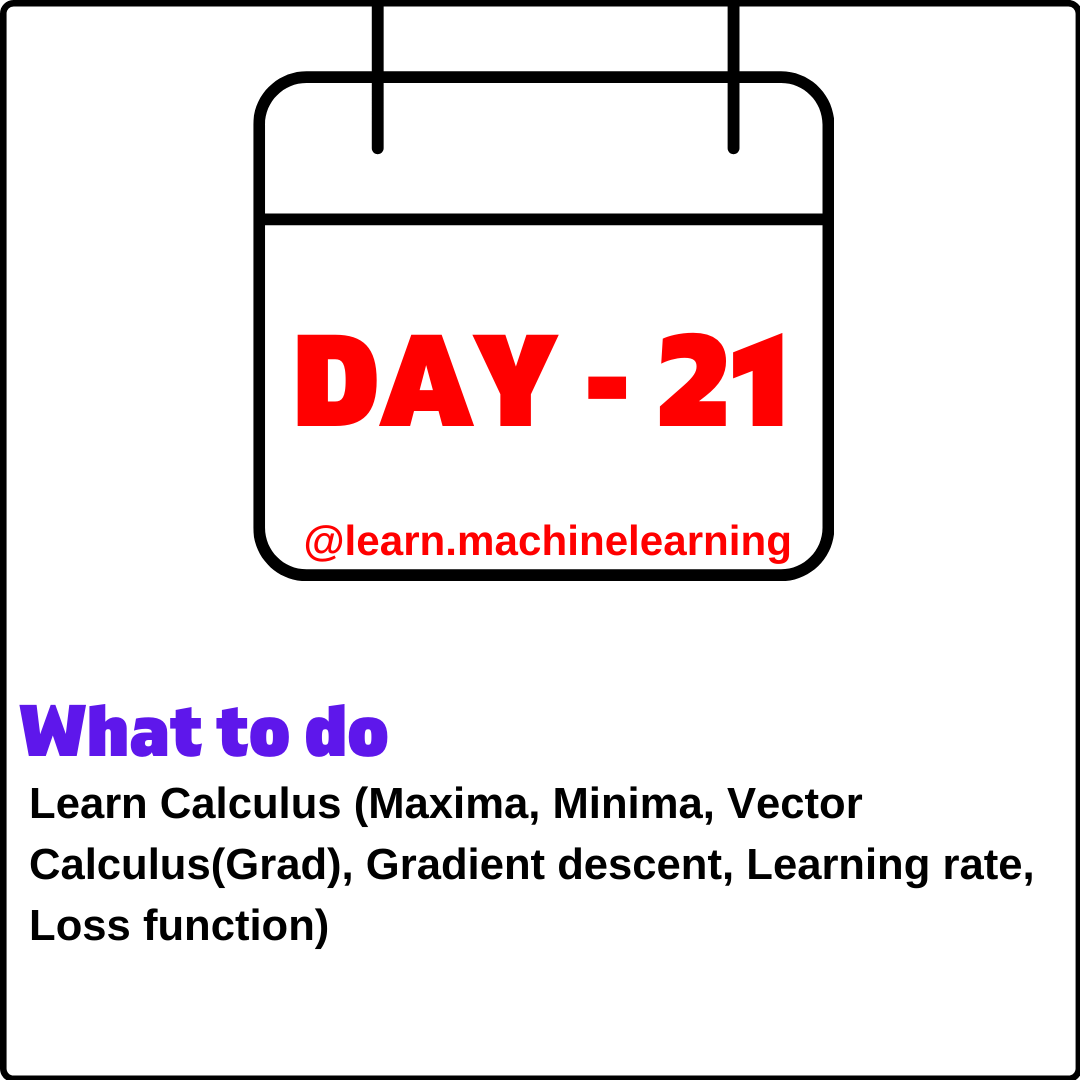 DAY - 21
@learn.machinelearning
What to do
Learn Calculus (Maxima, Minima, Vector
Calculus(Grad), Gradient descent, Learning rate,
Loss function)